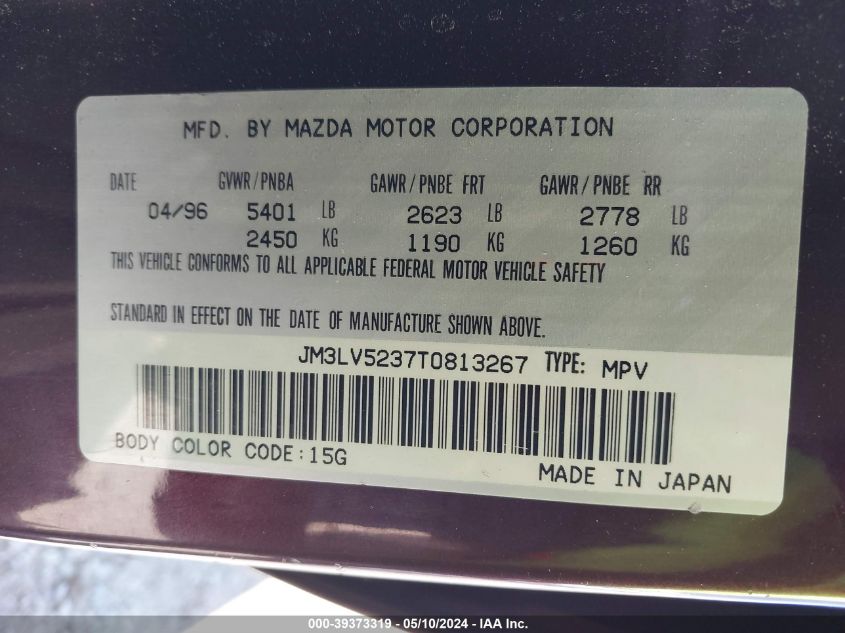 MFD. BY MAZDA MOTOR CORPORATION
DATE GVWR/PNBA GAWR/PNBE FRT GAWR/PNBE RR
04/96 5401 LB 2623 LB 2778 LB
2450 KG 1190 KG 1260 KG
THIS VEHICLE CONFORMS TO ALL APPLICABLE FEDERAL MOTOR VEHICLE SAFETY
STANDARD IN EFFECT ON THE DATE OF MANUFACTURE SHOWN ABOVE.
JM3LV5237T0813267 TYPE: MPV
BODY COLOR CODE:15G
MADE IN JAPAN
000-39373319 - 05/10/2024 - IAA Inc.